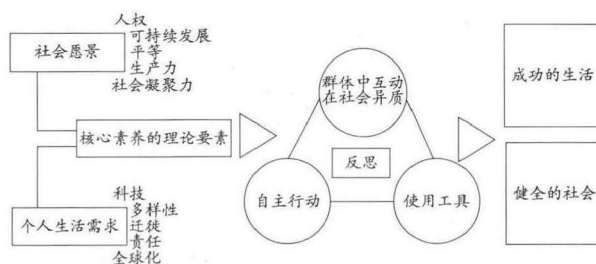 人权
可持续发展
平等
生产力
社会凝聚力
社会愿景
核心素养的理论要素
科技
多样性
迁徙
责任
全球化
个人生活需求
群体中互动
在社会异质
反思
自主行动
使用工具
成功的生活
健全的社会